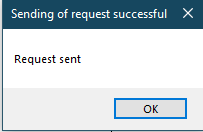 Sending of request successful
Request sent
OK